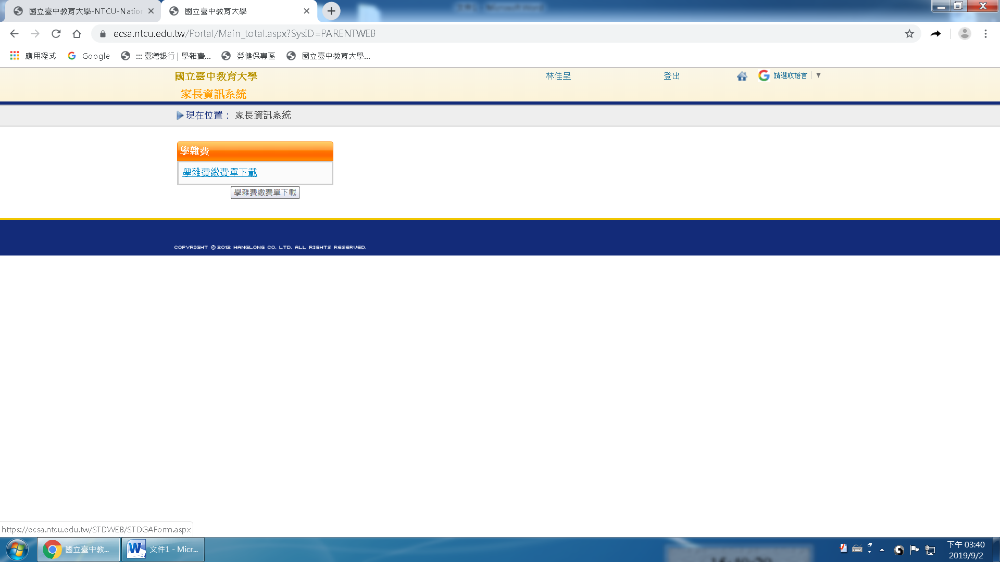 國立臺中教育大學-NTCU-Natio
國立臺中教育大學
ecsa.ntcu.edu.tw/Portal/Main_total.aspx?SysID=PARENTWEB
應用程式
Google
::: 臺灣銀行 | 學雜費...
勞健保專區
國立臺中教育大學...
國立臺中教育大學
林佳呈
登出
請選取語言 ▼
家長資訊系統
現在位置： 家長資訊系統
學雜費
學雜費繳費單下載
學雜費繳費單下載
COPYRIGHT © 2012 HANGLONG CO. LTD. ALL RIGHTS RESERVED.
https://ecsa.ntcu.edu.tw/STDWEB/STDGAForm.aspx
國立臺中教...
文件1 - Micr...
下午 03:40
2019/9/2